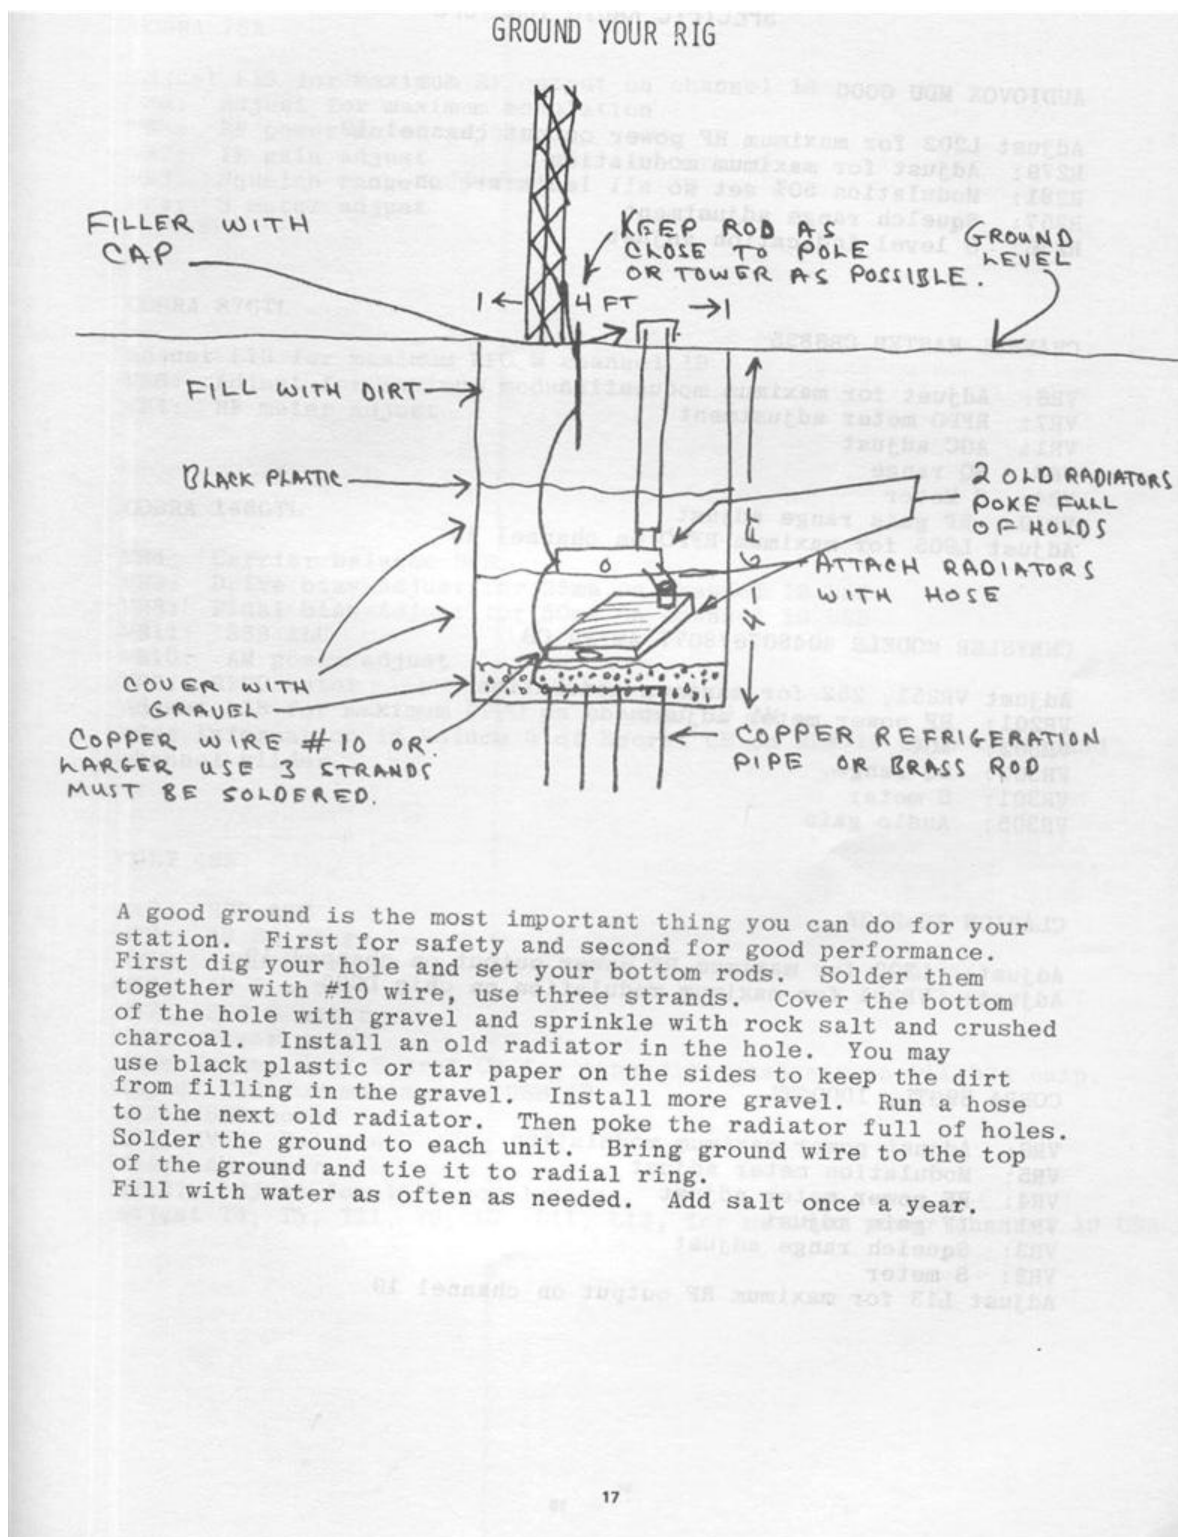 GROUND YOUR RIG
FILLER WITH
CAP
KEEP ROD AS
CLOSE TO POLE
OR TOWER AS POSSIBLE.
GROUND
LEVEL
4 FT
FILL WITH DIRT
BLACK PLASTIC
2 OLD RADIATORS
POKE FULL
OF HOLDS
4-6 FT
ATTACH RADIATORS
WITH HOSE
COVER WITH
GRAVEL
COPPER WIRE #10 OR
LARGER USE 3 STRANDS
MUST BE SOLDERED.
COPPER REFRIGERATION
PIPE OR BRASS ROD
A good ground is the most important thing you can do for your
station. First for safety and second for good performance.
First dig your hole and set your bottom rods. Solder them
together with #10 wire, use three strands. Cover the bottom
of the hole with gravel and sprinkle with rock salt and crushed
charcoal. Install an old radiator in the hole. You may
use black plastic or tar paper on the sides to keep the dirt
from filling in the gravel. Install more gravel. Run a hose
to the next old radiator. Then poke the radiator full of holes.
Solder the ground to each unit. Bring ground wire to the top
of the ground and tie it to radial ring.
Fill with water as often as needed. Add salt once a year.
17